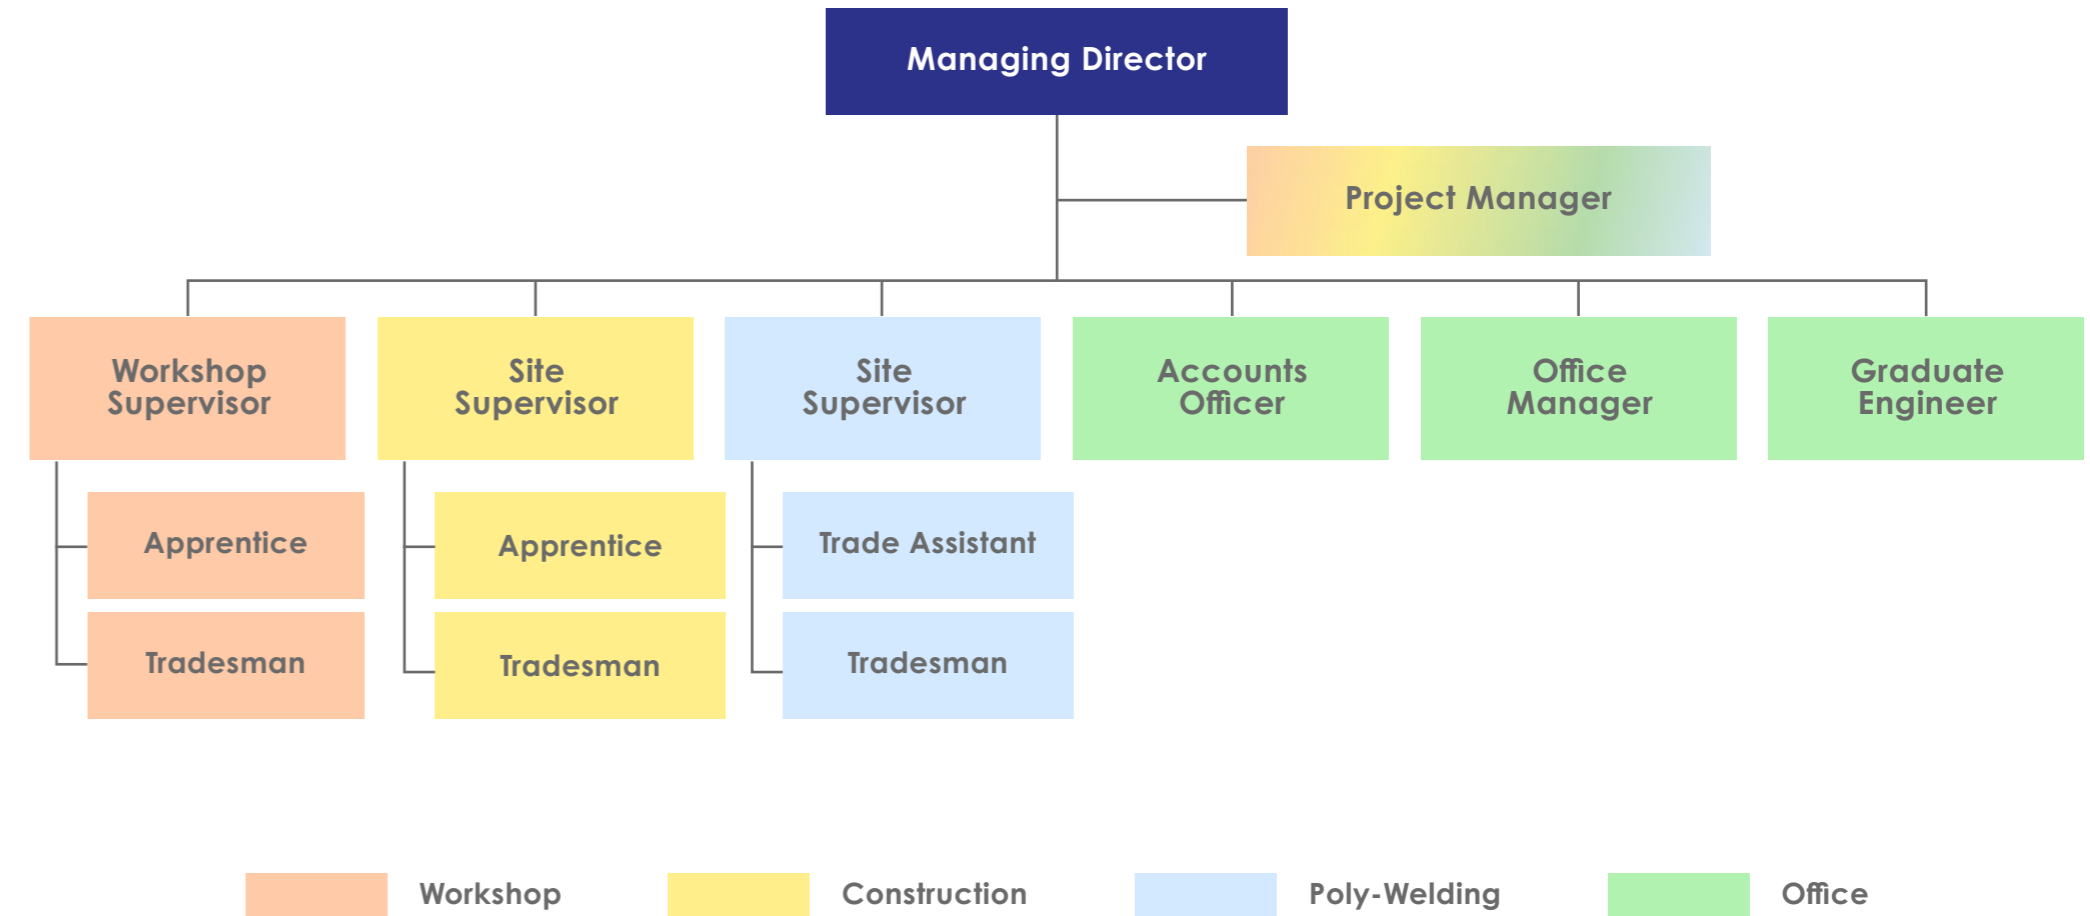 Managing Director
Project Manager
Workshop
Supervisor
Site
Supervisor
Site
Supervisor
Accounts
Officer
Office
Manager
Graduate
Engineer
Apprentice
Apprentice
Trade Assistant
Tradesman
Tradesman
Tradesman
Workshop
Construction
Poly-Welding
Office